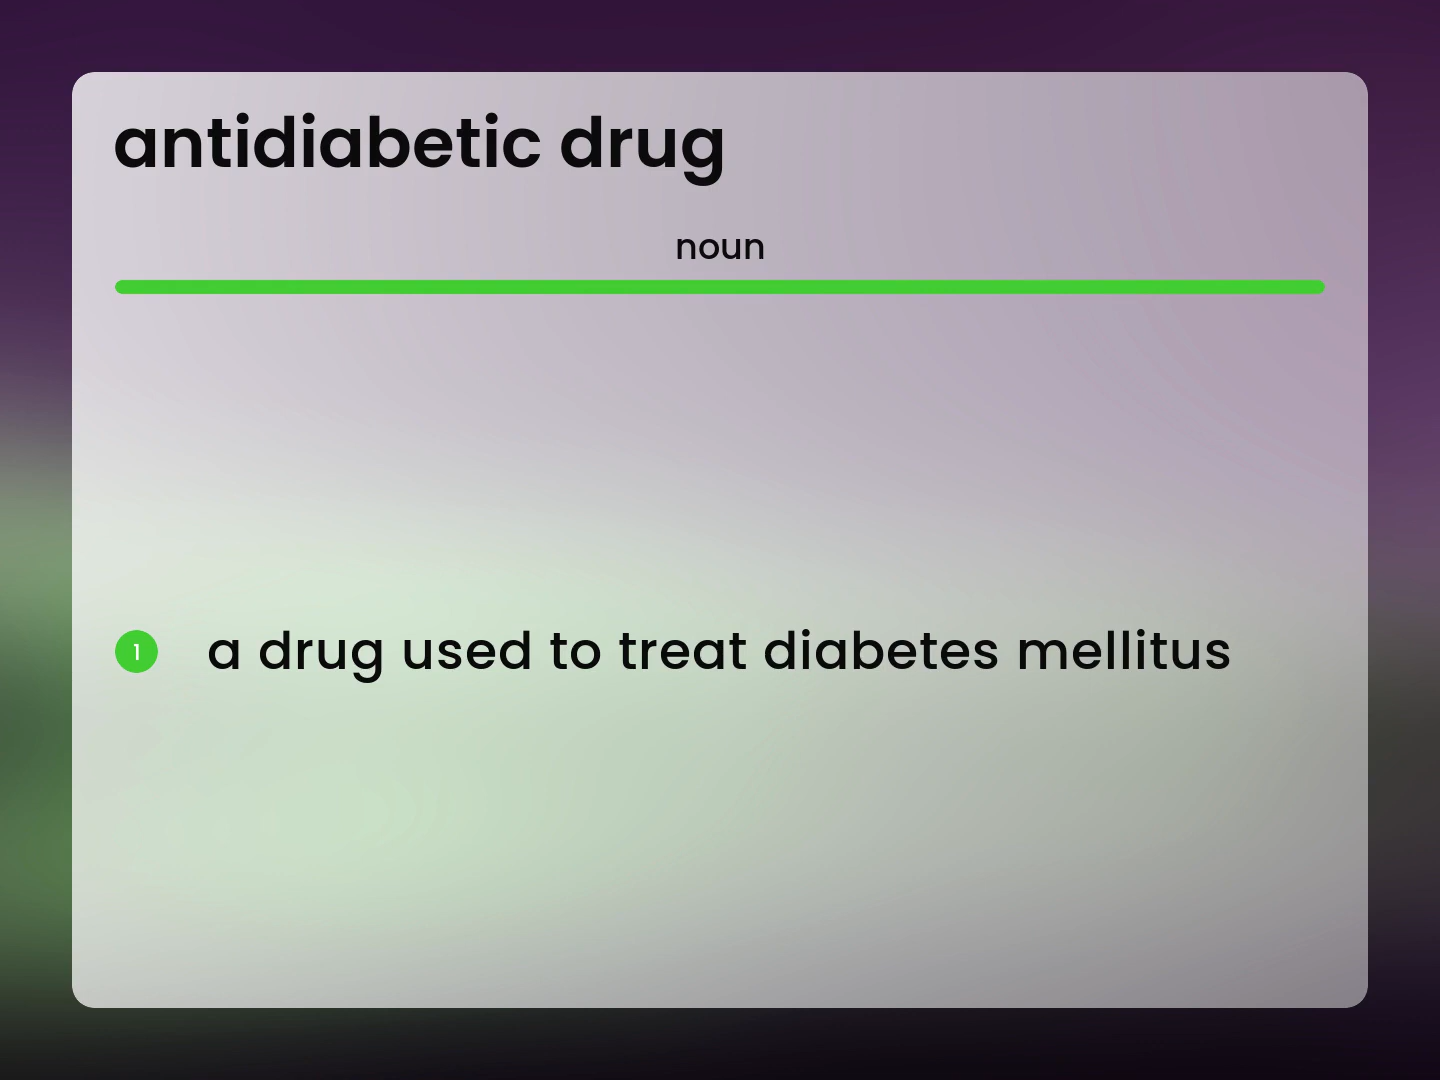 antidiabetic drug
noun
1 a drug used to treat diabetes mellitus